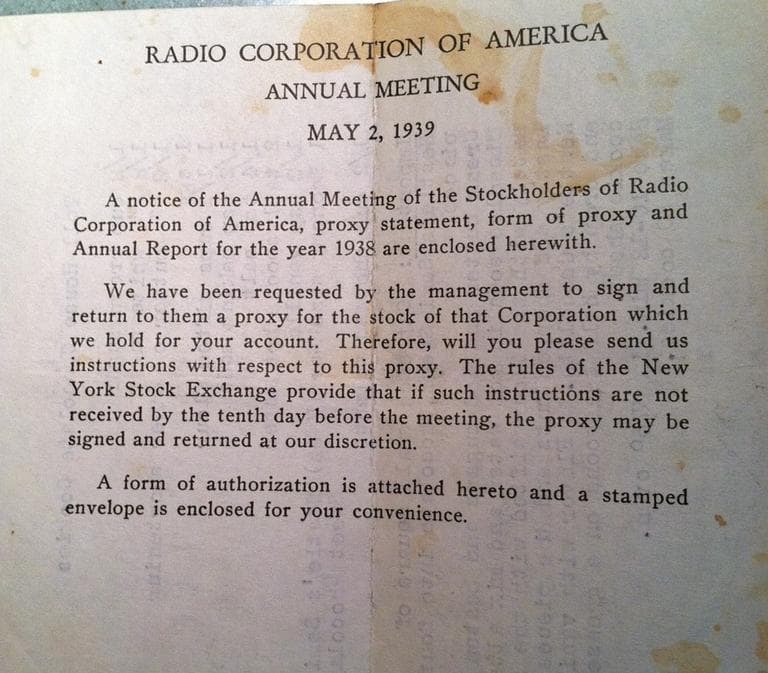 RADIO CORPORATION OF AMERICA
ANNUAL MEETING
MAY 2, 1939
A notice of the Annual Meeting of the Stockholders of Radio
Corporation of America, proxy statement, form of proxy and
Annual Report for the year 1938 are enclosed herewith.
We have been requested by the management to sign and
return to them a proxy for the stock of that Corporation which
we hold for your account. Therefore, will you please send us
instructions with respect to this proxy. The rules of the New
York Stock Exchange provide that if such instructions are not
received by the tenth day before the meeting, the proxy may be
signed and returned at our discretion.
A form of authorization is attached hereto and a stamped
envelope is enclosed for your convenience.